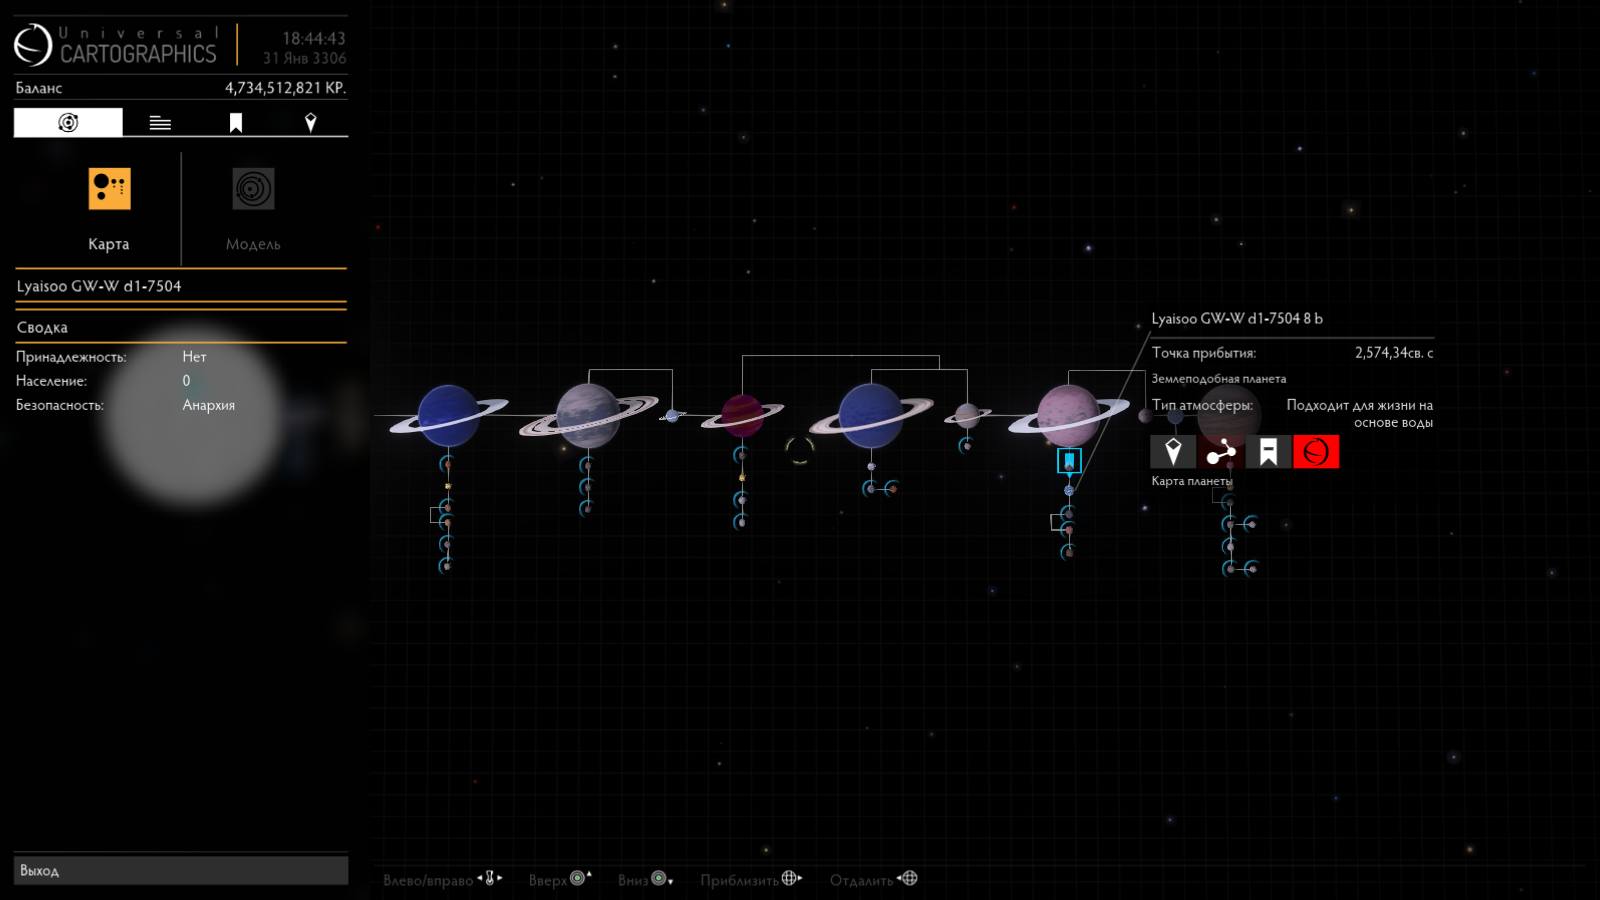 Universal
CARTOGRAPHICS
18:44:43
31 Янв 3306
Баланс 4,734,512,821 КР.
Карта Модель
Lyaisoo GW-W d1-7504
Сводка
Принадлежность: Нет
Население: 0
Безопасность: Анархия
Lyaisoo GW-W d1-7504 8 b
Точка прибытия: 2,574,34св. с
Землеподобная планета
Тип атмосферы: Подходит для жизни на
основе воды
Карта планеты
Выход
Влево/вправо Вверх Вниз Приблизить Отдалить